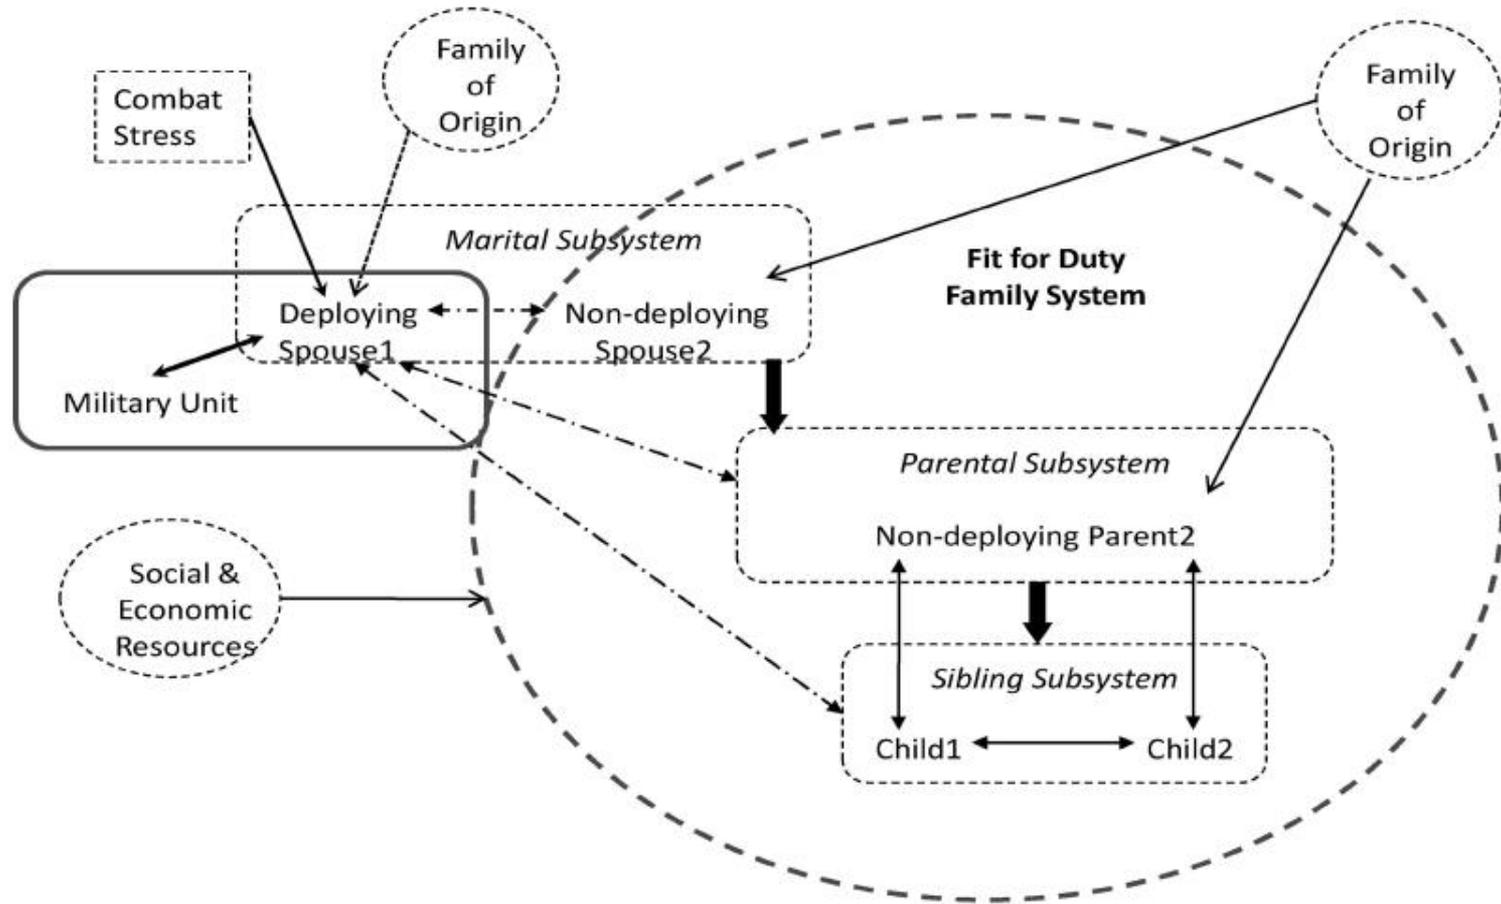 Family
of
Origin
Combat
Stress
Family
of
Origin
Marital Subsystem
Fit for Duty
Family System
Deploying
Spouse1
Non-deploying
Spouse2
Military Unit
Parental Subsystem
Non-deploying Parent2
Social &
Economic
Resources
Sibling Subsystem
Child1
Child2